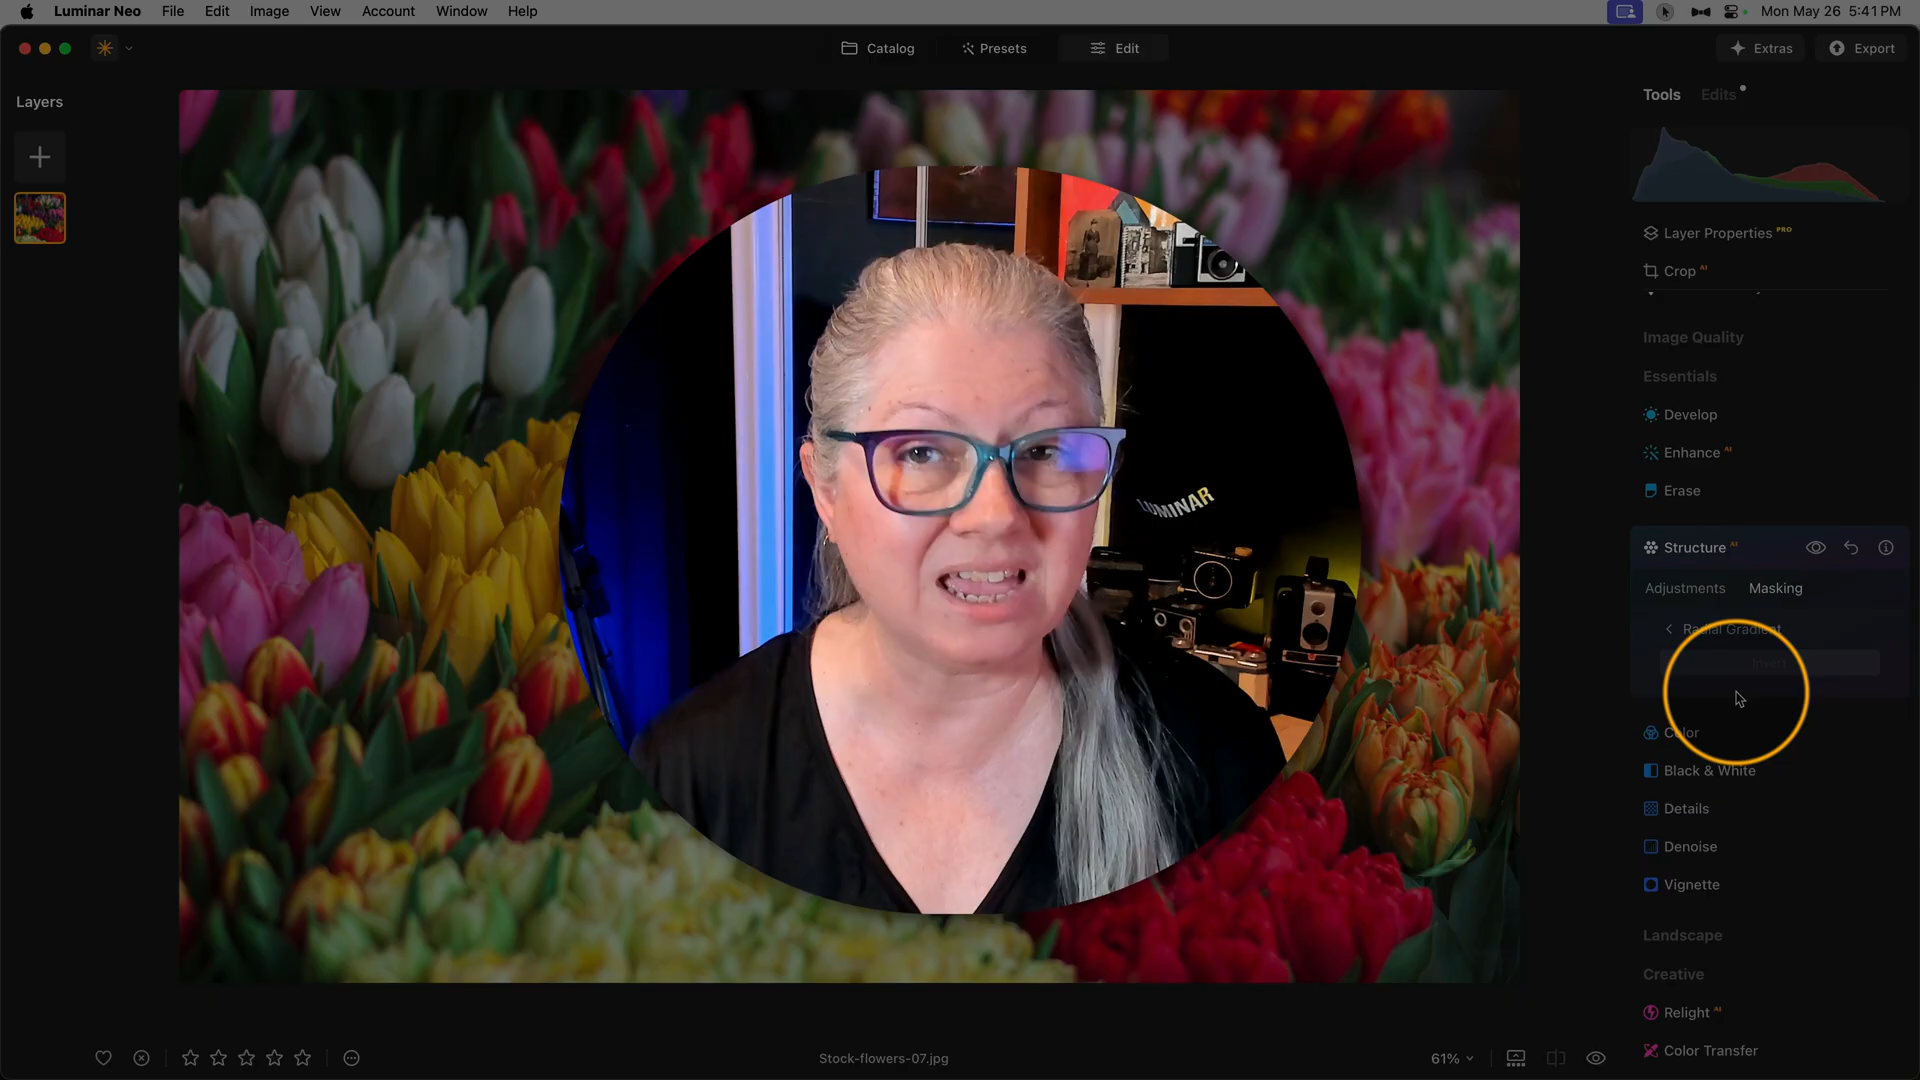 Luminar Neo File Edit Image View Account Window Help Mon May 26 5:41 PM
Catalog Presets Edit Extras Export
Layers
Tools Edits
Layer Properties PRO
Crop AI
Image Quality
Essentials
Develop
Enhance AI
Erase
LUMINAR
Structure AI
Adjustments Masking
Radial Gradient
Invert
Color
Black & White
Details
Denoise
Vignette
Landscape
Creative
Relight AI
Color Transfer
Stock-flowers-07.jpg 61%